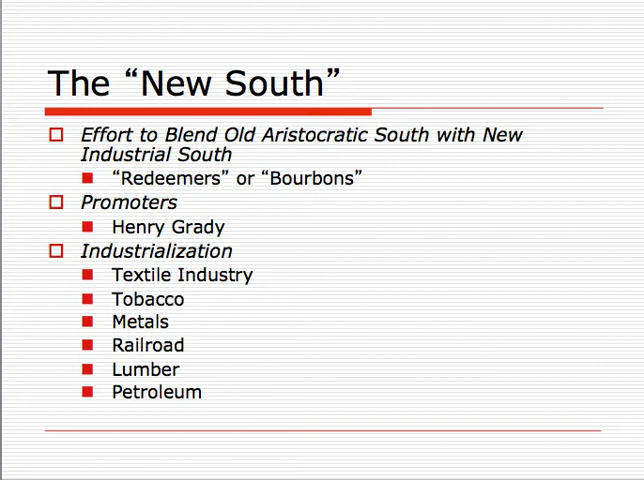 The “New South”
Effort to Blend Old Aristocratic South with New
Industrial South
“Redeemers” or “Bourbons”
Promoters
Henry Grady
Industrialization
Textile Industry
Tobacco
Metals
Railroad
Lumber
Petroleum